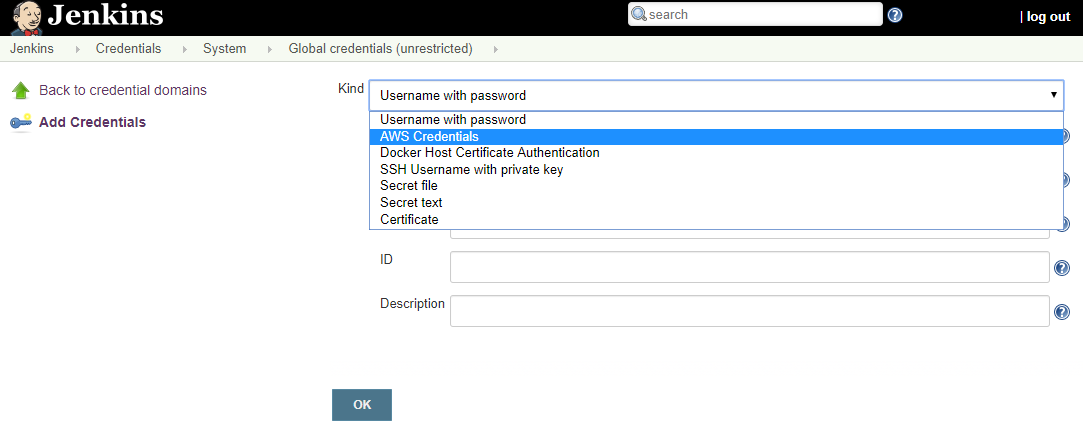 Jenkins
search
| log out
Jenkins Credentials System Global credentials (unrestricted)
Back to credential domains
Add Credentials
Kind
Username with password
Username with password
AWS Credentials
Docker Host Certificate Authentication
SSH Username with private key
Secret file
Secret text
Certificate
ID
Description
OK